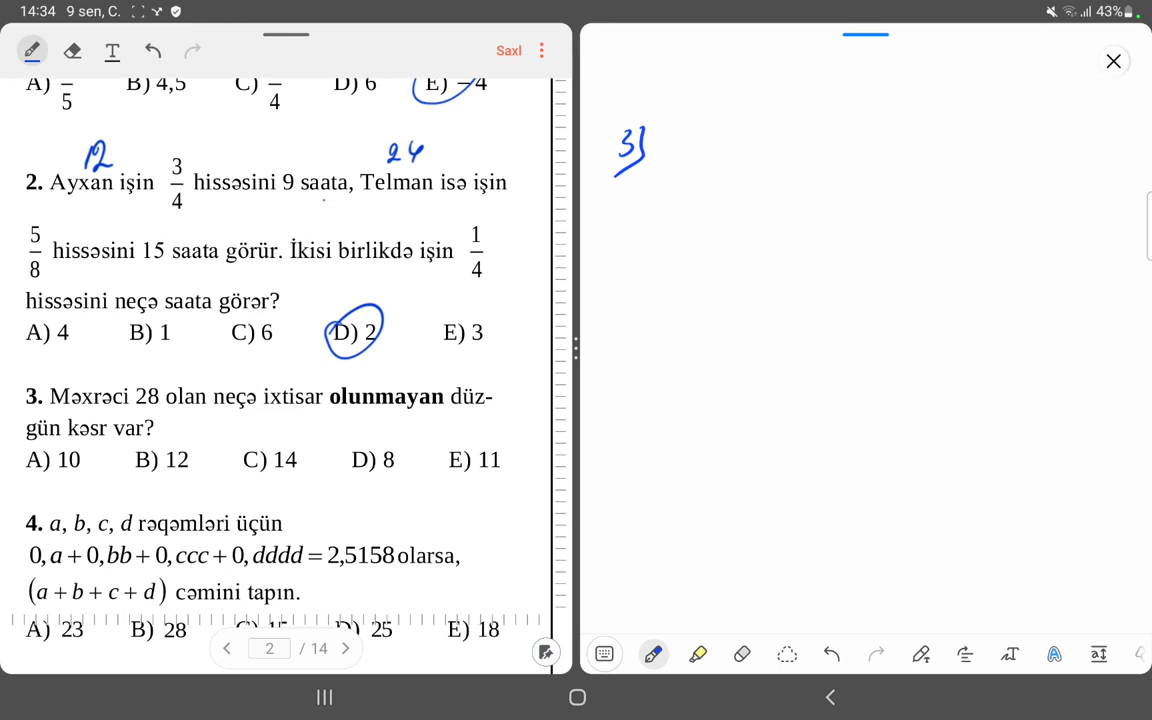 14:34 9 sen, C. 43%
Saxl
A) 5 B) 4,5 C) 4 D) 6 E) −4
12 24
2. Ayxan işin 3/4 hissəsini 9 saata, Telman isə işin
5/8 hissəsini 15 saata görür. İkisi birlikdə işin 1/4
hissəsini neçə saata görər?
A) 4 B) 1 C) 6 D) 2 E) 3
3. Məxrəci 28 olan neçə ixtisar olunmayan düz-
gün kəsr var?
A) 10 B) 12 C) 14 D) 8 E) 11
4. a, b, c, d rəqəmləri üçün
0,a + 0,bb + 0,ccc + 0,dddd = 2,5158 olarsa,
(a + b + c + d) cəmini tapın.
A) 23 B) 28 D) 25 E) 18
2 / 14
3)